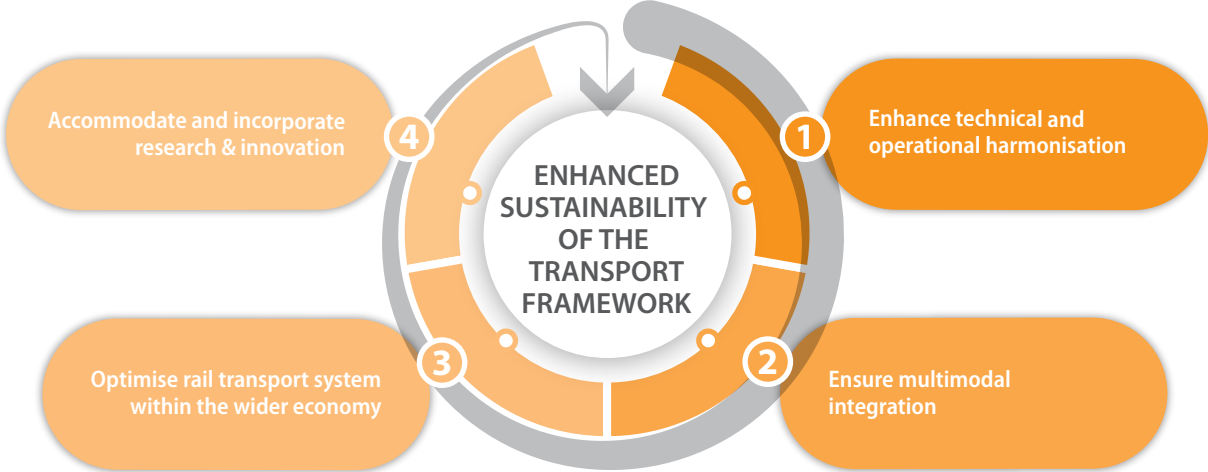 ENHANCED
SUSTAINABILITY
OF THE
TRANSPORT
FRAMEWORK
1
Enhance technical and
operational harmonisation
2
Ensure multimodal
integration
3
Optimise rail transport system
within the wider economy
4
Accommodate and incorporate
research & innovation